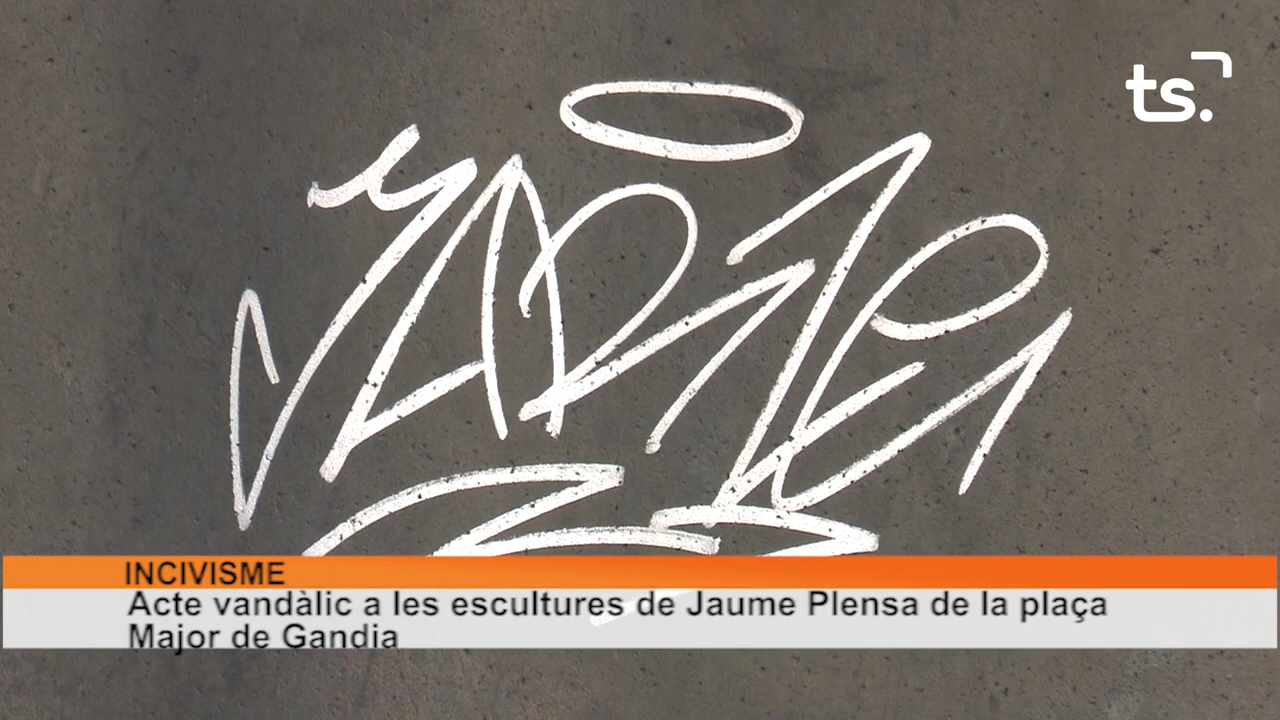 ts.
INCIVISME
Acte vandàlic a les escultures de Jaume Plensa de la plaça
Major de Gandia